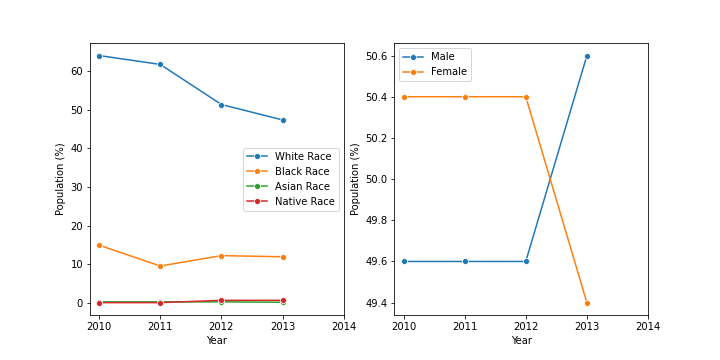 Population (%)
60
50
40
30
20
10
0
2010 2011 2012 2013 2014
Year
White Race
Black Race
Asian Race
Native Race
Population (%)
50.6
50.4
50.2
50.0
49.8
49.6
49.4
2010 2011 2012 2013 2014
Year
Male
Female